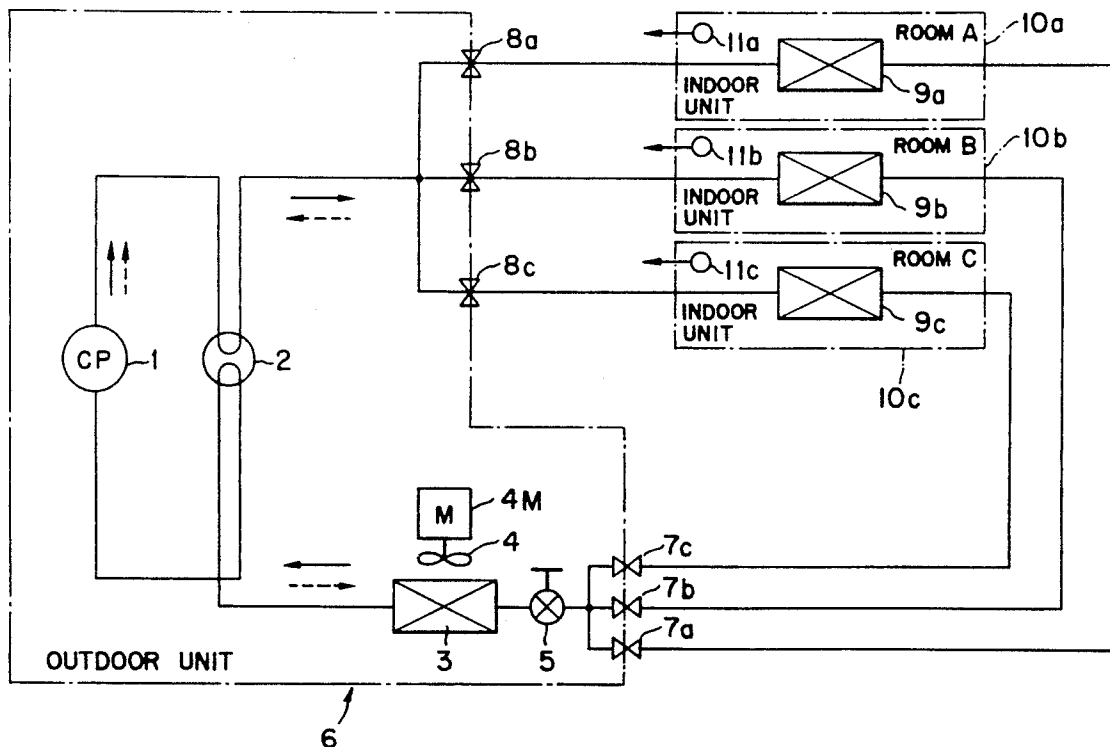 8a
11a
ROOM A
10a
INDOOR
UNIT
9a
8b
11b
ROOM B
10b
INDOOR
UNIT
9b
8c
11c
ROOM C
INDOOR
UNIT
9c
10c
CP
1
2
M
4M
4
7c
7b
7a
3
5
OUTDOOR UNIT
6